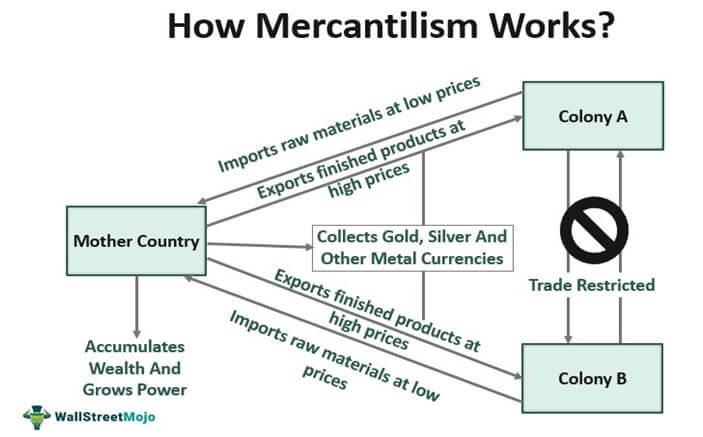 How Mercantilism Works?
Imports raw materials at low prices
Exports finished products at
high prices
Colony A
Mother Country
Collects Gold, Silver And
Other Metal Currencies
Trade Restricted
Exports finished products at
high prices
Imports raw materials at low
prices
Accumulates
Wealth And
Grows Power
Colony B
WallStreetMojo